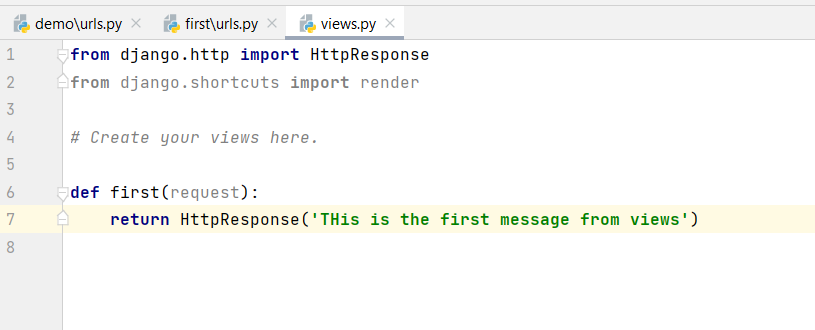 demo\urls.py first\urls.py views.py
1 from django.http import HttpResponse
2 from django.shortcuts import render
3
4 # Create your views here.
5
6 def first(request):
7 return HttpResponse('THis is the first message from views')
8